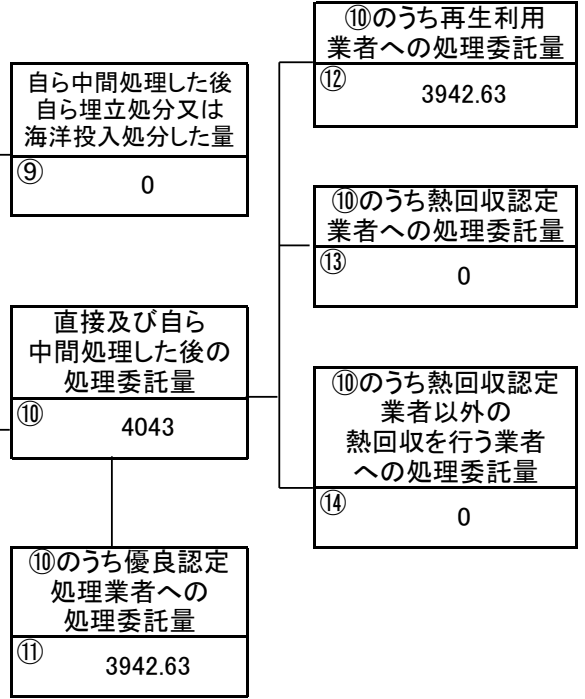 自ら中間処理した後
自ら埋立処分又は
海洋投入処分した量
⑨
0
直接及び自ら
中間処理した後の
処理委託量
⑩
4043
⑩のうち優良認定
処理業者への
処理委託量
⑪
3942.63
⑩のうち再生利用
業者への処理委託量
⑫
3942.63
⑩のうち熱回収認定
業者への処理委託量
⑬
0
⑩のうち熱回収認定
業者以外の
熱回収を行う業者
への処理委託量
⑭
0